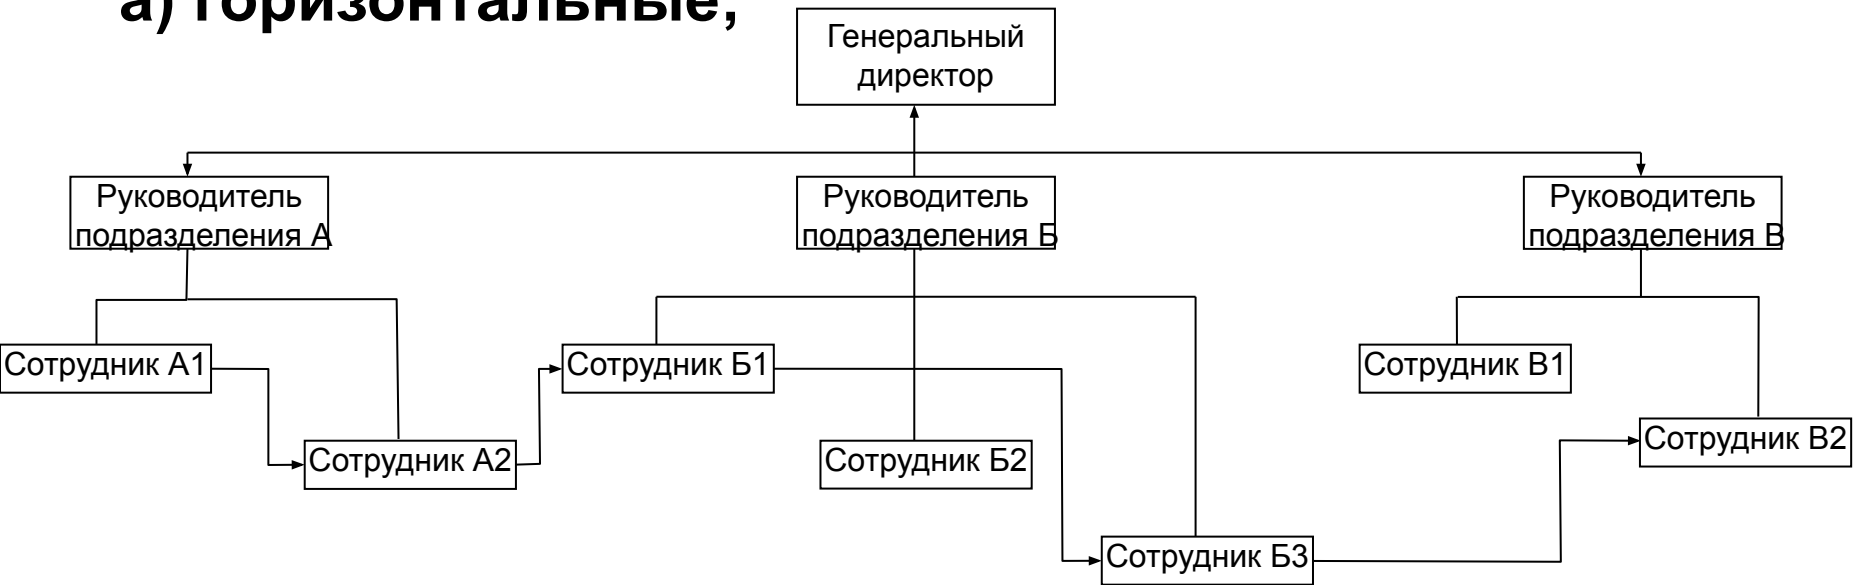 а) горизонтальные;
Генеральный
директор
Руководитель
подразделения А
Руководитель
подразделения Б
Руководитель
подразделения В
Сотрудник А1
Сотрудник Б1
Сотрудник В1
Сотрудник В2
Сотрудник А2
Сотрудник Б2
Сотрудник Б3